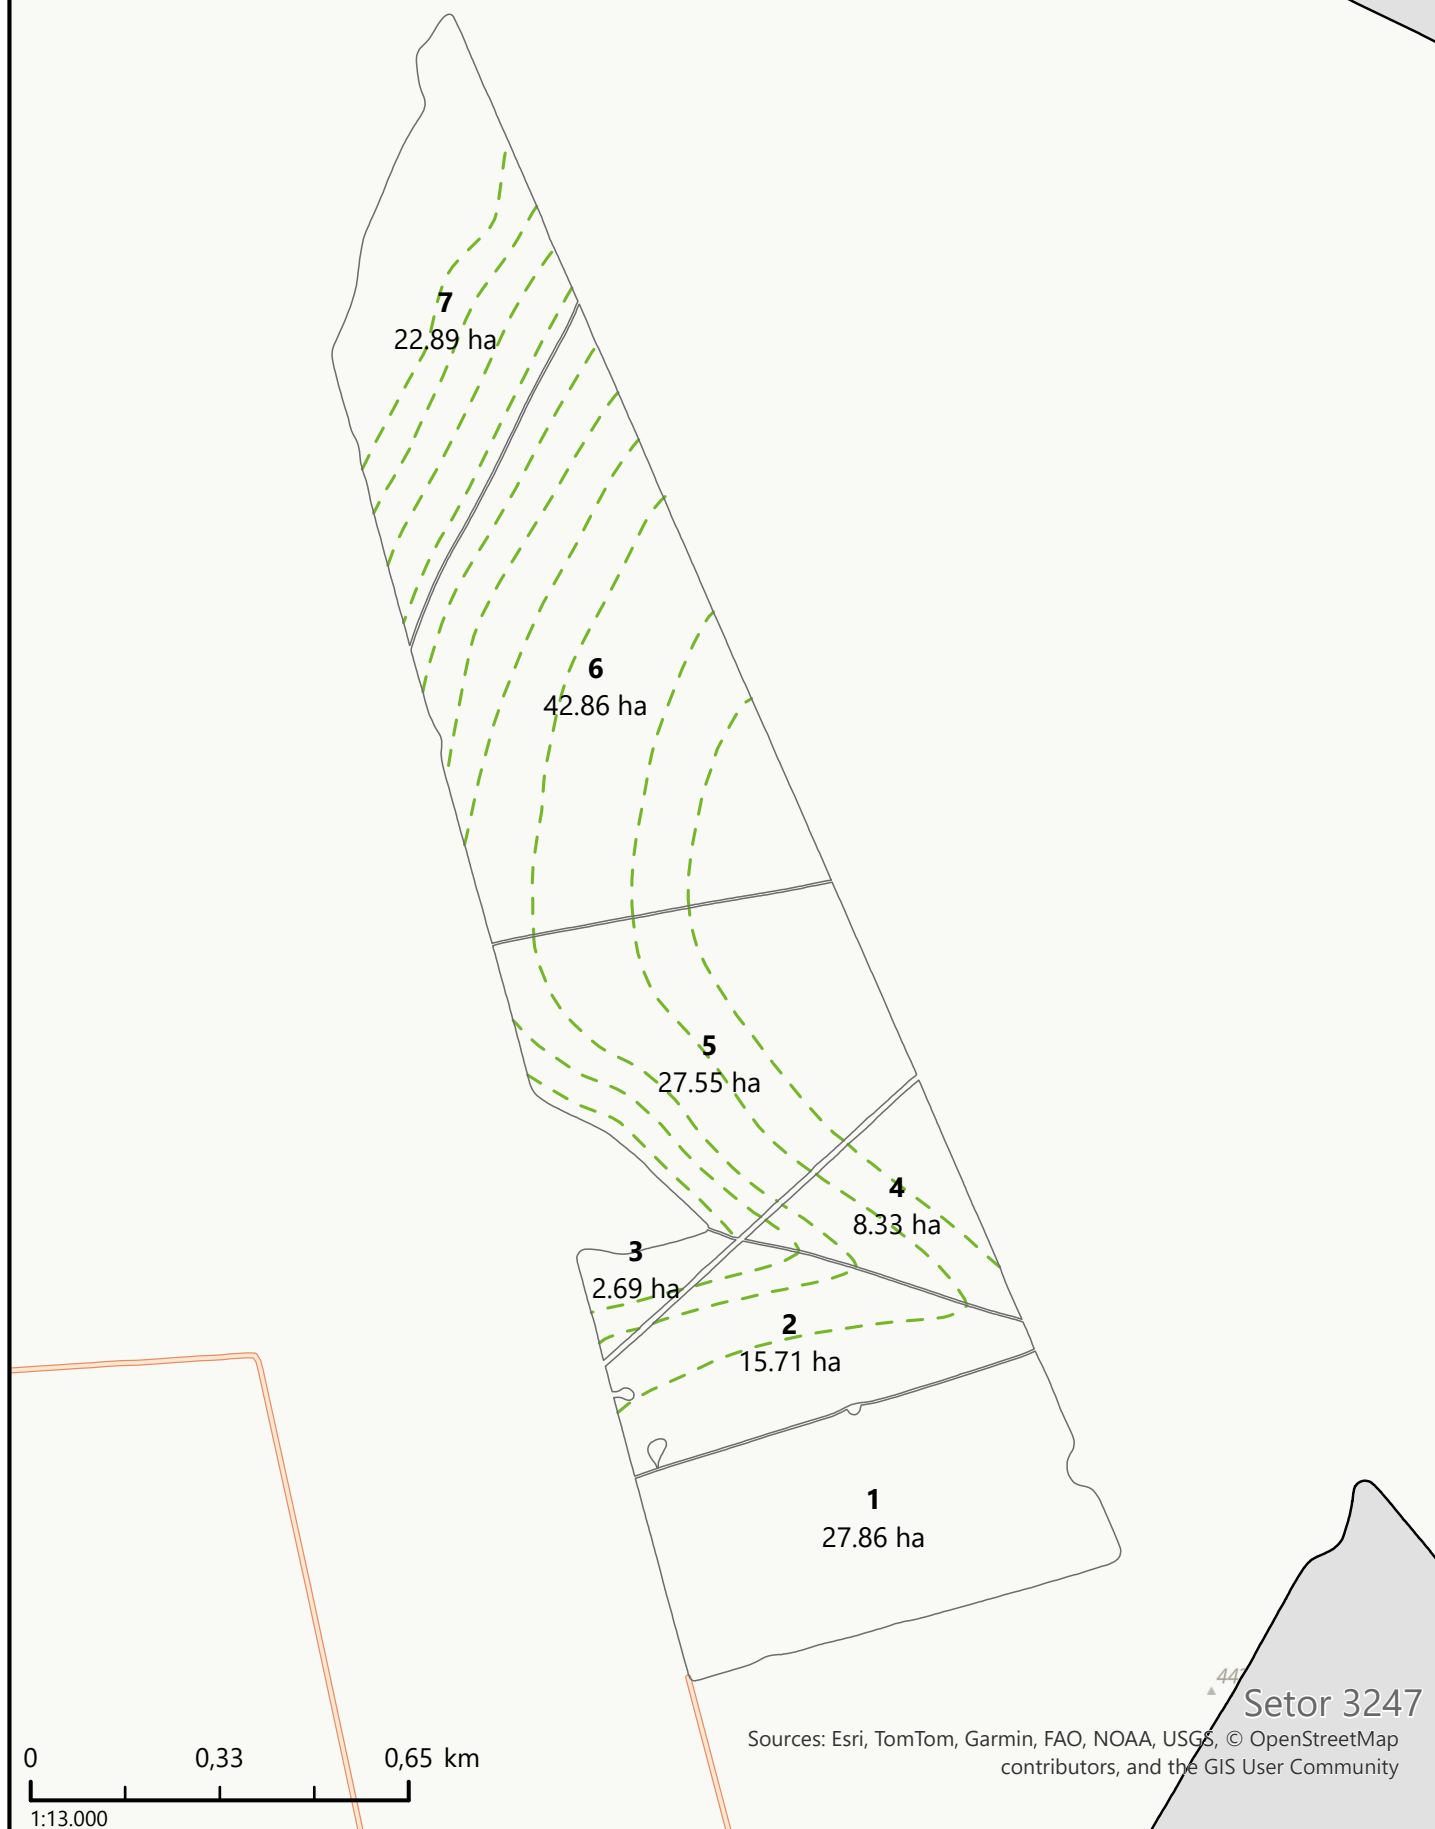 7
22.89 ha
6
42.86 ha
5
27.55 ha
4
8.33 ha
3
2.69 ha
2
15.71 ha
1
27.86 ha
Setor 3247
Sources: Esri, TomTom, Garmin, FAO, NOAA, USGS, © OpenStreetMap
contributors, and the GIS User Community
0 0,33 0,65 km
1:13.000